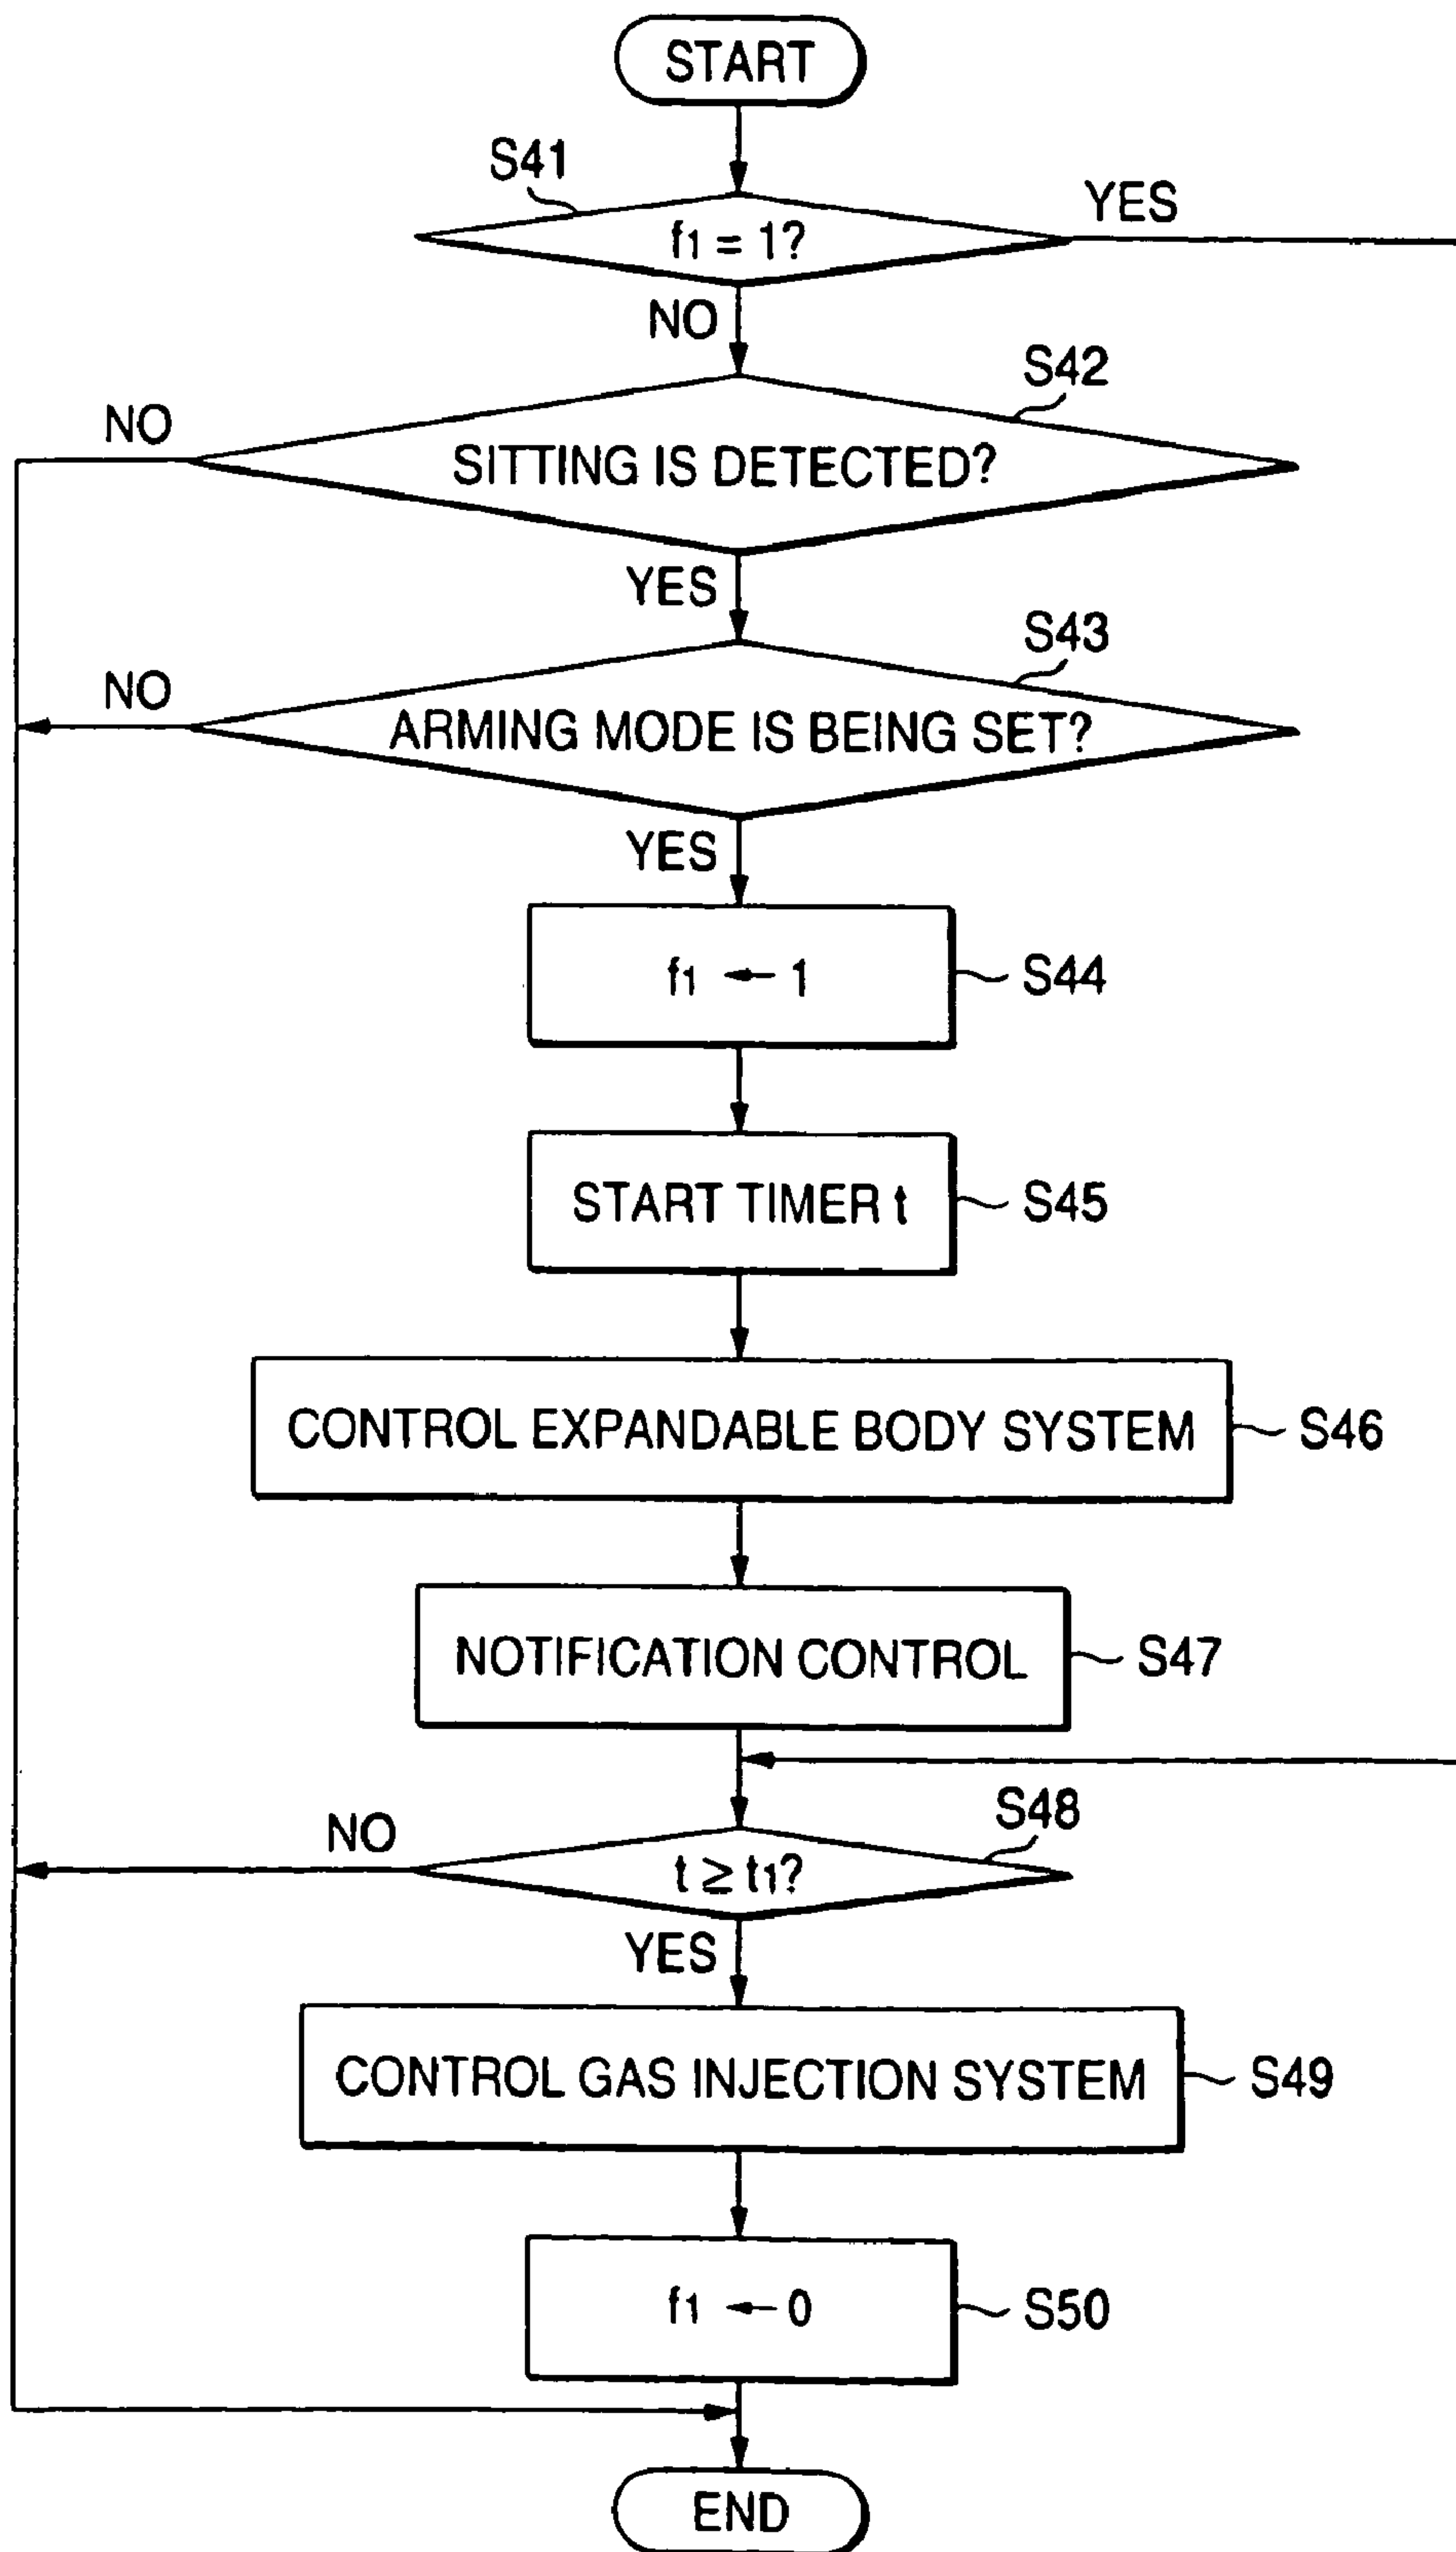 START
S41
f1 = 1?
YES
NO
S42
NO
SITTING IS DETECTED?
YES
S43
NO
ARMING MODE IS BEING SET?
YES
f1 ← 1
S44
START TIMER t
S45
CONTROL EXPANDABLE BODY SYSTEM
S46
NOTIFICATION CONTROL
S47
S48
NO
t ≥ t1?
YES
CONTROL GAS INJECTION SYSTEM
S49
f1 ← 0
S50
END